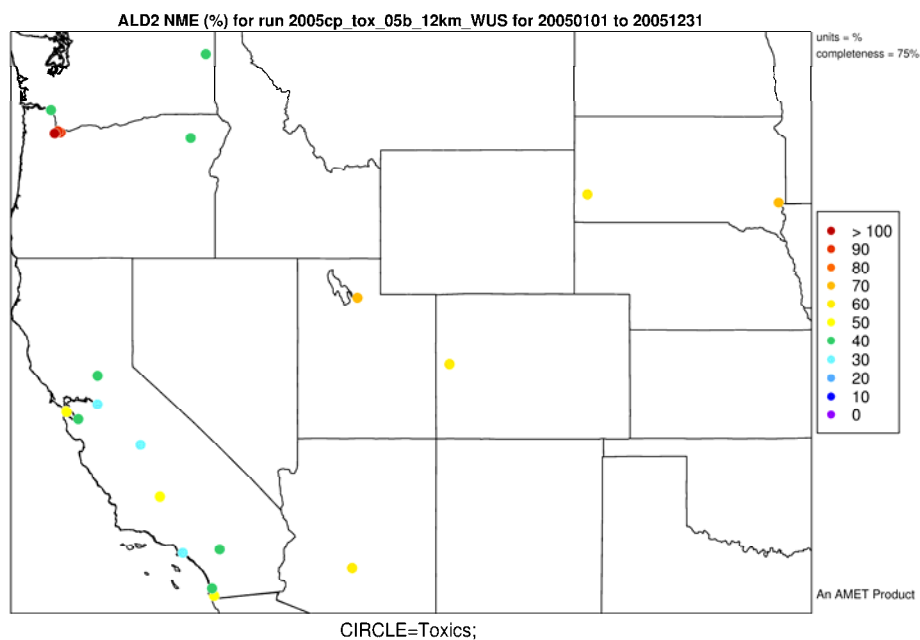 ALD2 NME (%) for run 2005cp_tox_05b_12km_WUS for 20050101 to 20051231
units = %
completeness = 75%
> 100
90
80
70
60
50
40
30
20
10
0
An AMET Product
CIRCLE=Toxics;